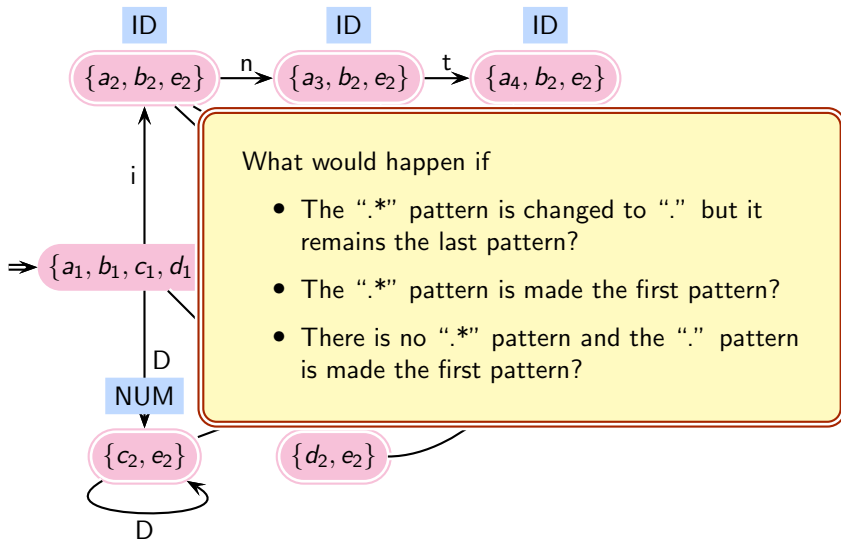 ID ID ID
{a₂, b₂, e₂} n {a₃, b₂, e₂} t {a₄, b₂, e₂}
i
What would happen if
• The “.*” pattern is changed to “.” but it
remains the last pattern?
• The “.*” pattern is made the first pattern?
• There is no “.*” pattern and the “.” pattern
is made the first pattern?
{a₁, b₁, c₁, d₁
D
NUM
{c₂, e₂} {d₂, e₂}
D